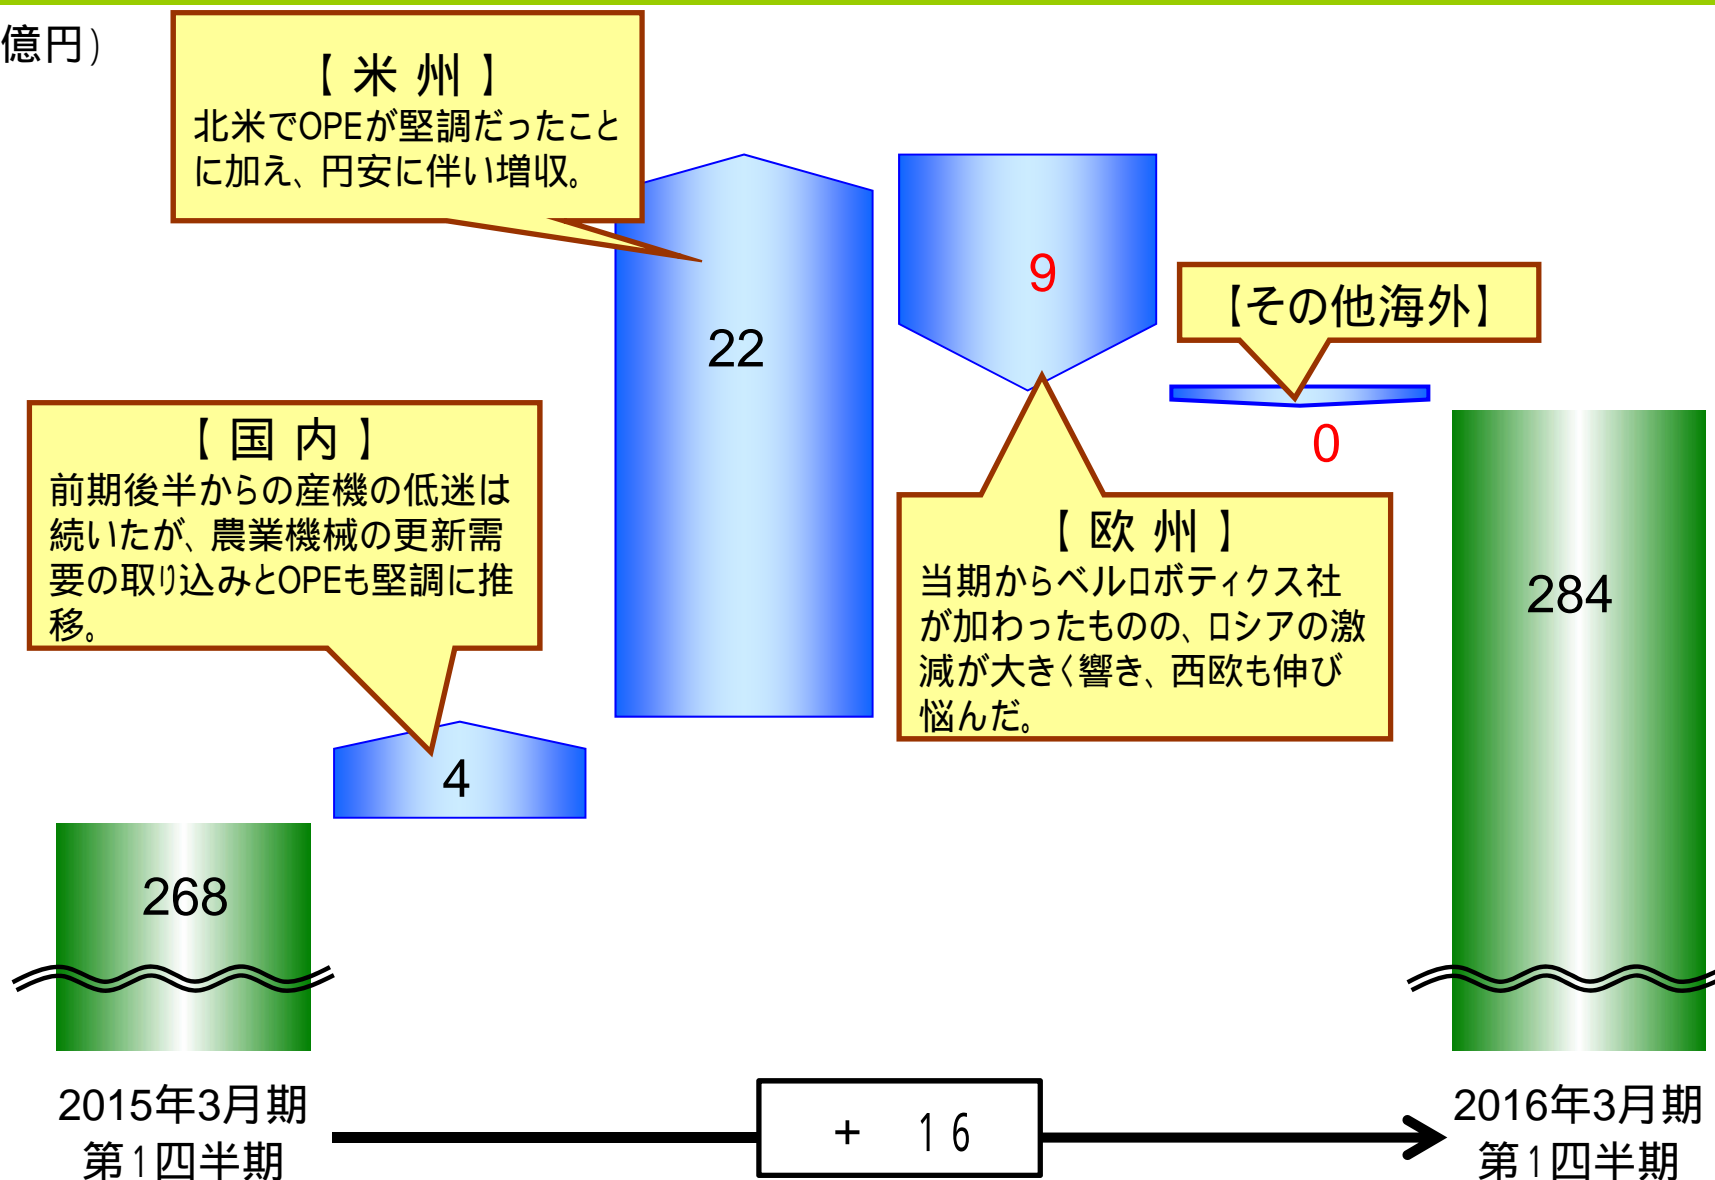 億円）
【 米 州 】
北米でOPEが堅調だったこと
に加え、円安に伴い増収。
22
9
【その他海外】
0
【 国 内 】
前期後半からの産機の低迷は
続いたが、農業機械の更新需
要の取り込みとOPEも堅調に推
移。
4
【 欧 州 】
当期からベルロボティクス社
が加わったものの、ロシアの激
減が大きく響き、西欧も伸び
悩んだ。
268
284
2015年3月期
第1四半期
+ 16
2016年3月期
第1四半期